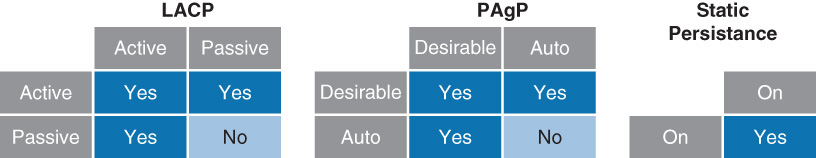 LACP
Active Passive
Active Yes Yes
Passive Yes No
PAgP
Desirable Auto
Desirable Yes Yes
Auto Yes No
Static
Persistance
On
On Yes